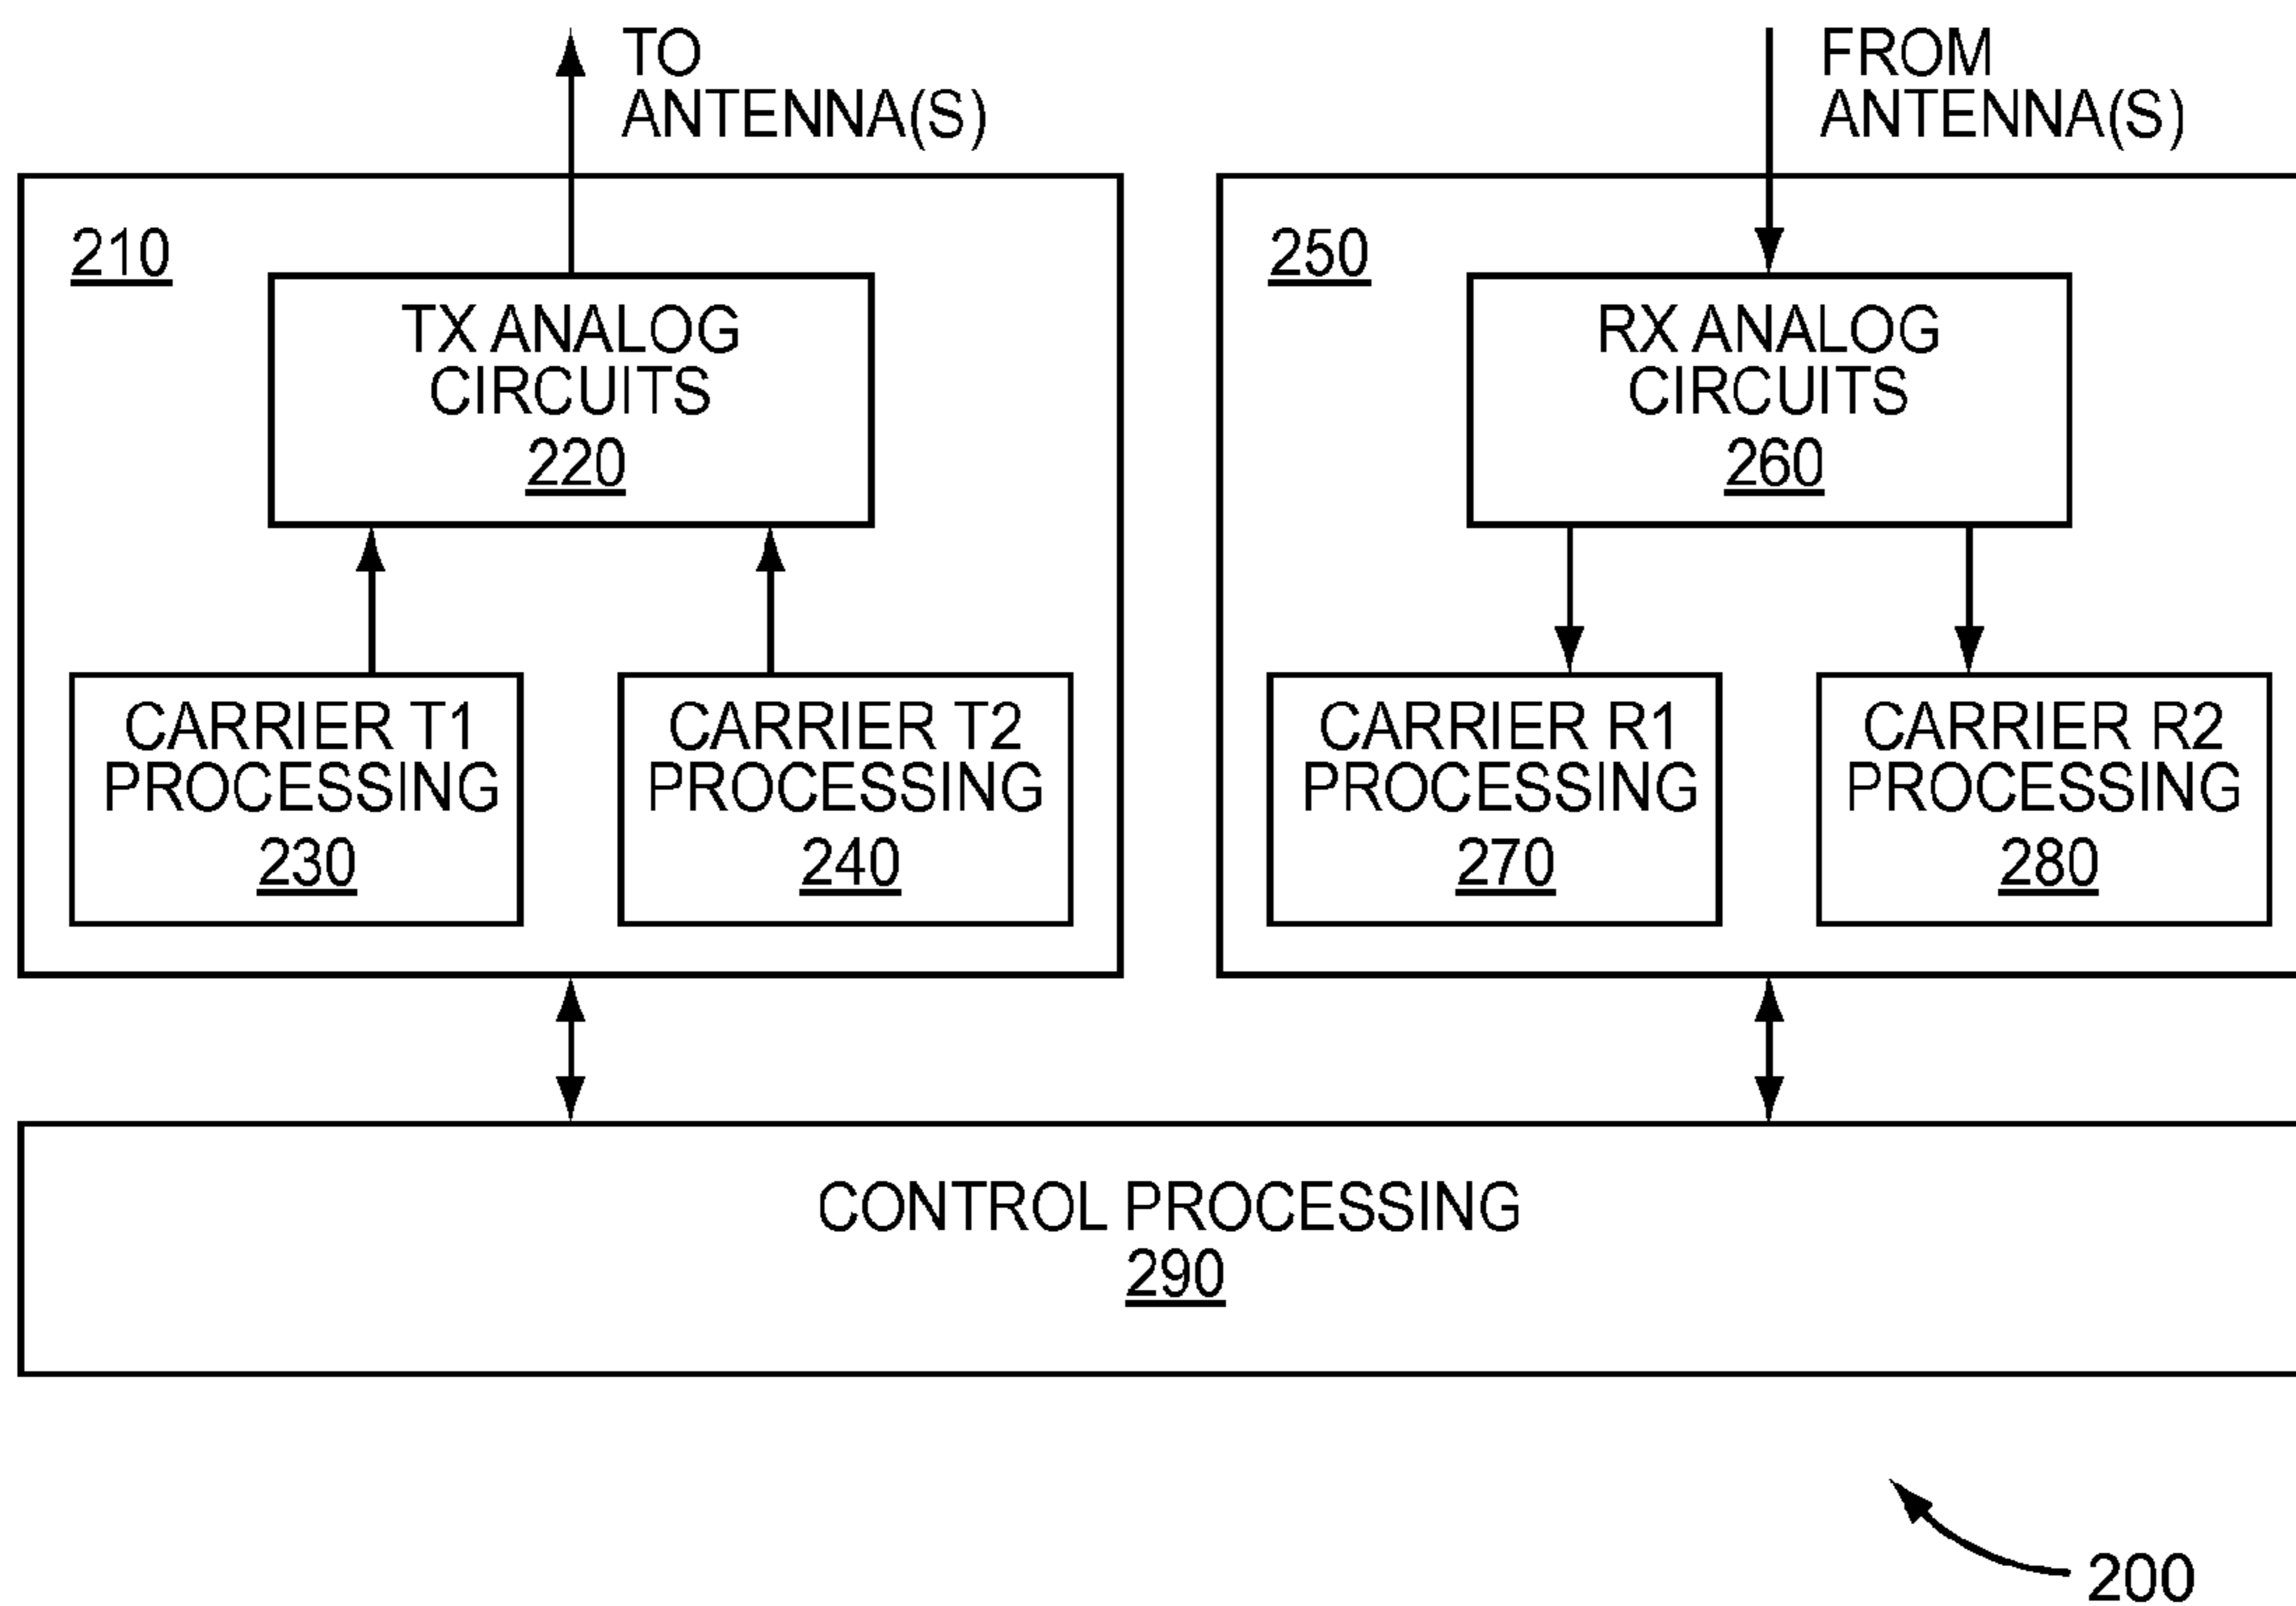 TO
ANTENNA(S)
FROM
ANTENNA(S)
210
TX ANALOG
CIRCUITS
220
CARRIER T1
PROCESSING
230
CARRIER T2
PROCESSING
240
250
RX ANALOG
CIRCUITS
260
CARRIER R1
PROCESSING
270
CARRIER R2
PROCESSING
280
CONTROL PROCESSING
290
200